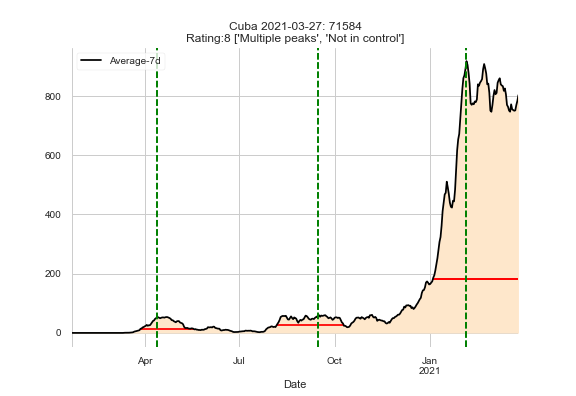 Cuba 2021-03-27: 71584
Rating:8 ['Multiple peaks', 'Not in control']
Average-7d
800
600
400
200
0
Apr Jul Oct Jan
2021
Date